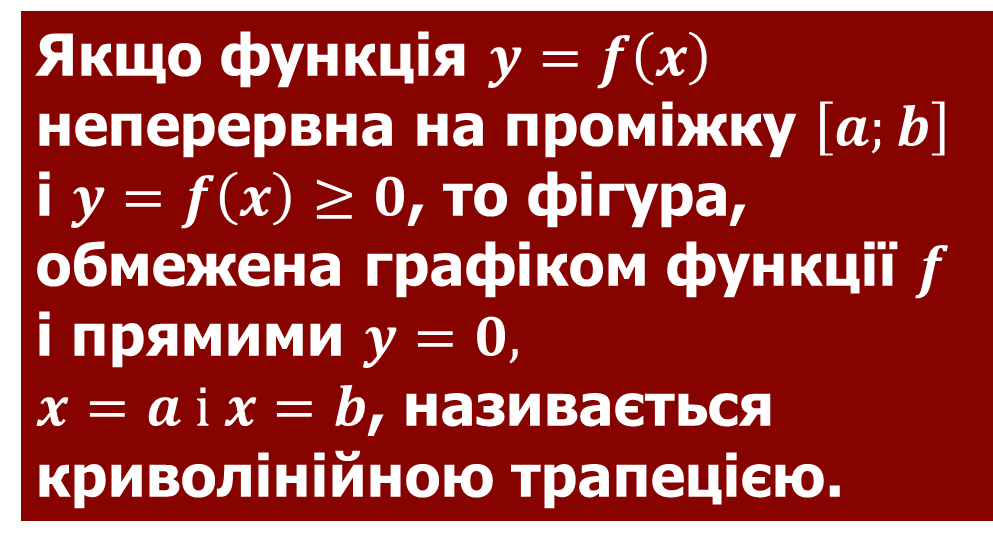 Якщо функція y = f(x)
неперервна на проміжку [a; b]
і y = f(x) ≥ 0, то фігура,
обмежена графіком функції f
і прямими y = 0,
x = a і x = b, називається
криволінійною трапецією.